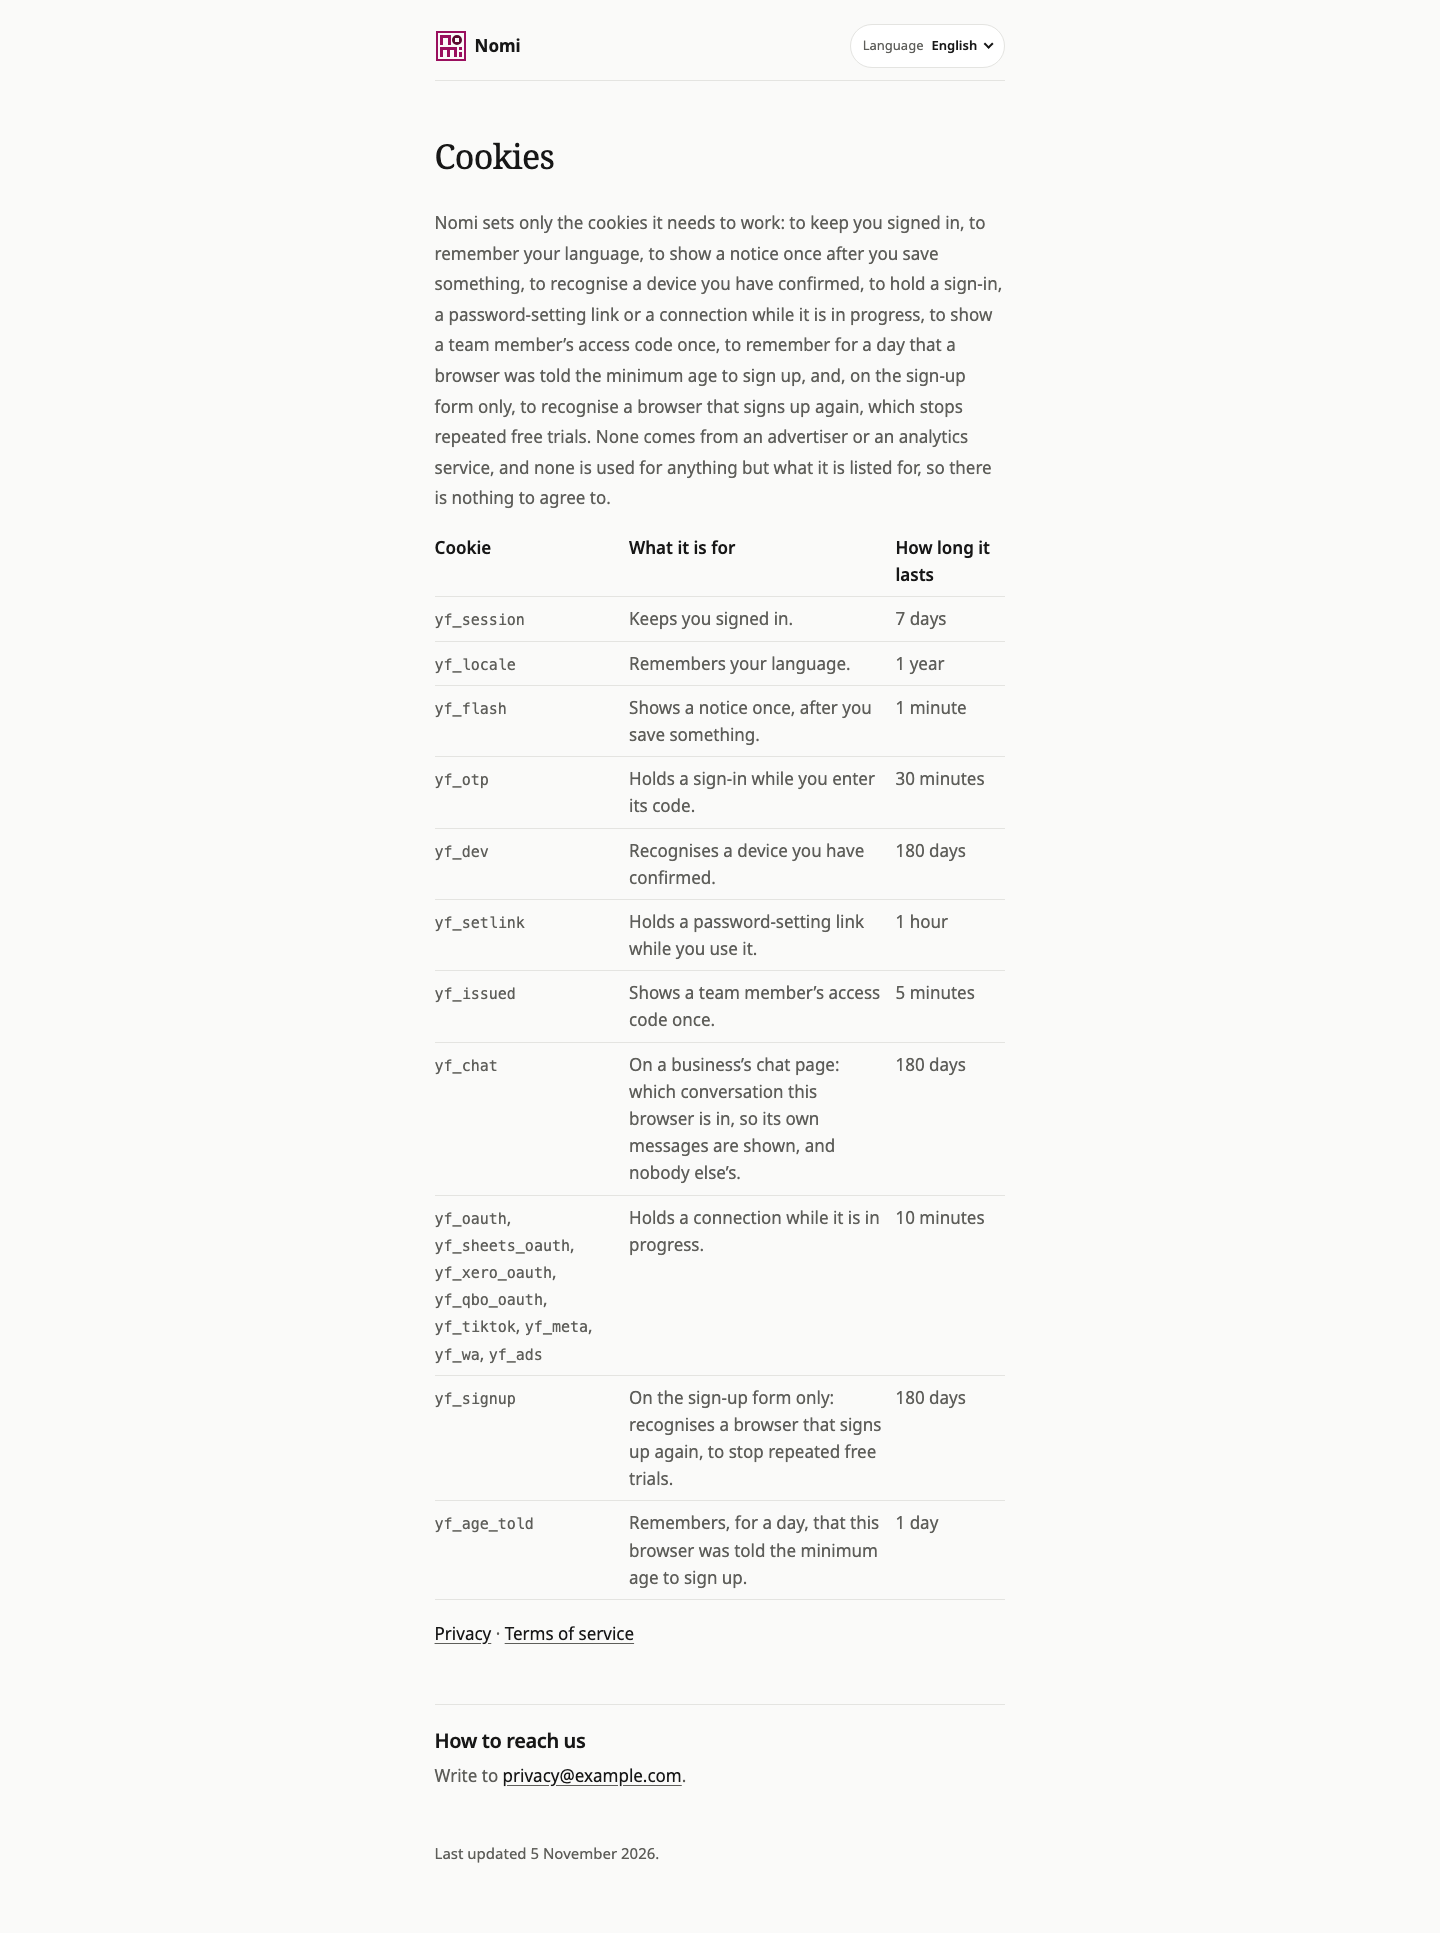 nomi Nomi
Language English
Cookies
Nomi sets only the cookies it needs to work: to keep you signed in, to
remember your language, to show a notice once after you save
something, to recognise a device you have confirmed, to hold a sign-in,
a password-setting link or a connection while it is in progress, to show
a team member’s access code once, to remember for a day that a
browser was told the minimum age to sign up, and, on the sign-up
form only, to recognise a browser that signs up again, which stops
repeated free trials. None comes from an advertiser or an analytics
service, and none is used for anything but what it is listed for, so there
is nothing to agree to.
Cookie What it is for How long it
lasts
yf_session Keeps you signed in. 7 days
yf_locale Remembers your language. 1 year
yf_flash Shows a notice once, after you 1 minute
save something.
yf_otp Holds a sign-in while you enter 30 minutes
its code.
yf_dev Recognises a device you have 180 days
confirmed.
yf_setlink Holds a password-setting link 1 hour
while you use it.
yf_issued Shows a team member’s access 5 minutes
code once.
yf_chat On a business’s chat page: 180 days
which conversation this
browser is in, so its own
messages are shown, and
nobody else’s.
yf_oauth, Holds a connection while it is in 10 minutes
yf_sheets_oauth, progress.
yf_xero_oauth,
yf_qbo_oauth,
yf_tiktok, yf_meta,
yf_wa, yf_ads
yf_signup On the sign-up form only: 180 days
recognises a browser that signs
up again, to stop repeated free
trials.
yf_age_told Remembers, for a day, that this 1 day
browser was told the minimum
age to sign up.
Privacy · Terms of service
How to reach us
Write to privacy@example.com.
Last updated 5 November 2026.